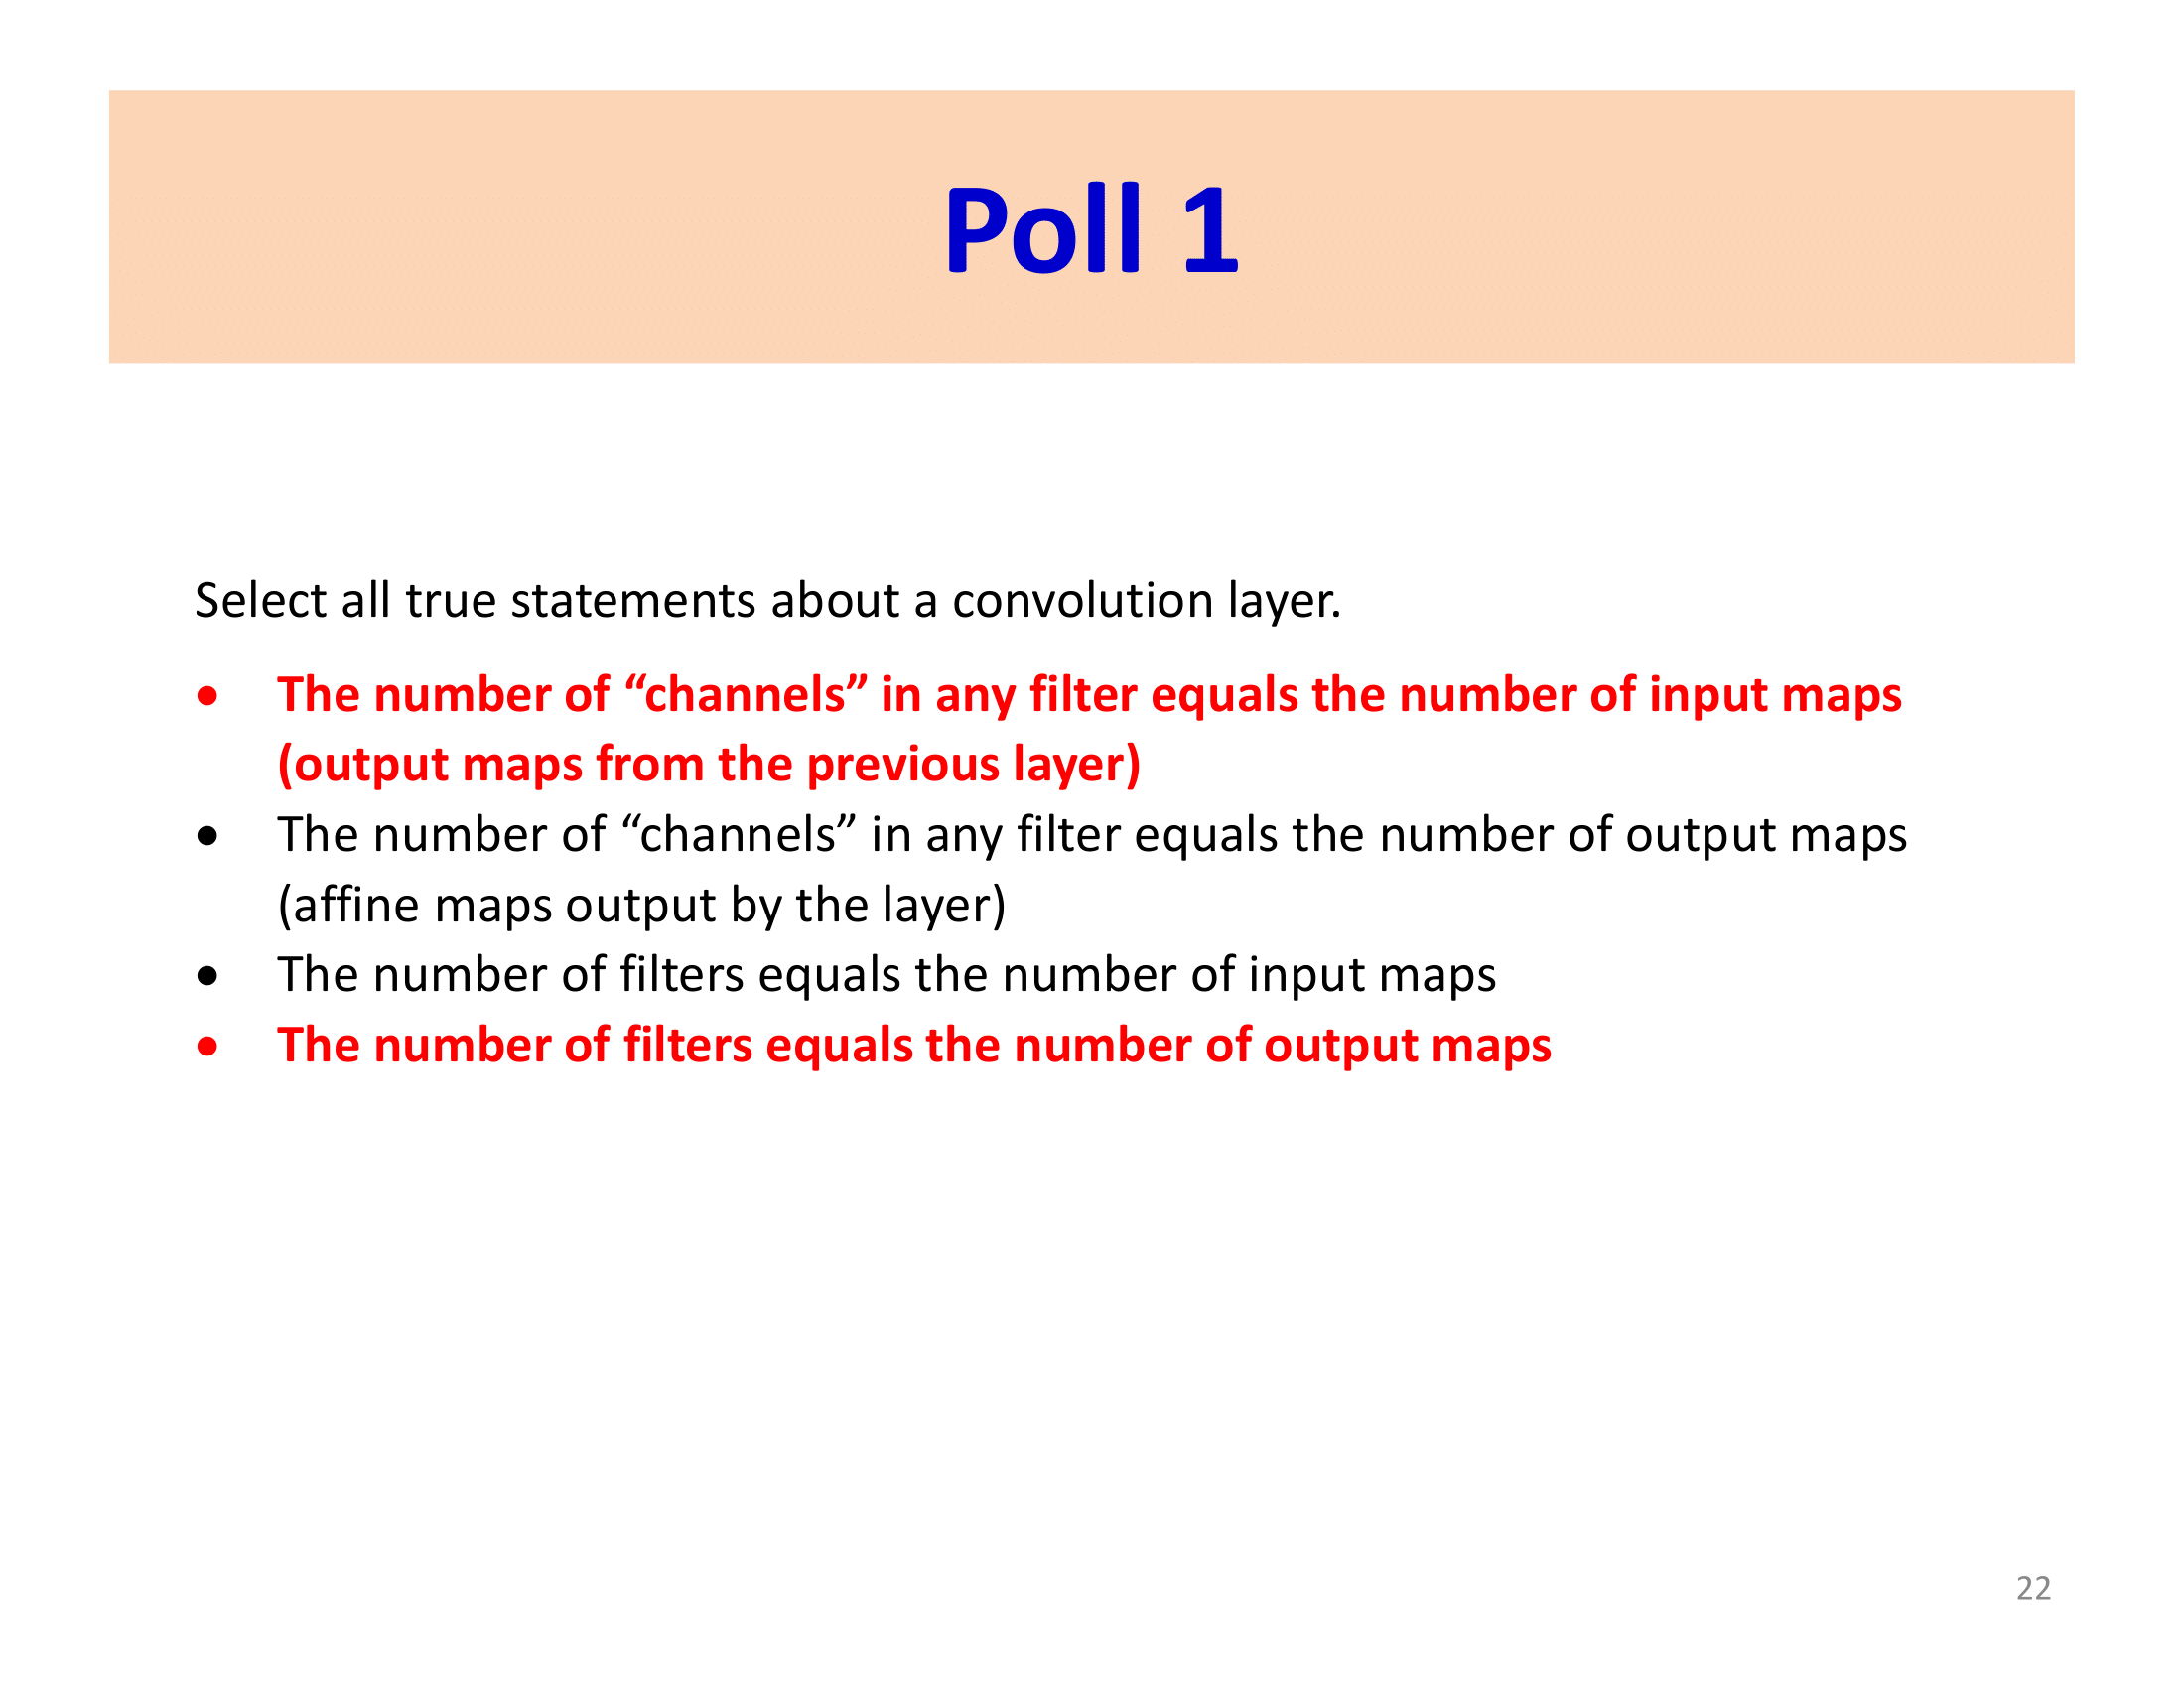 Poll 1
Select all true statements about a convolution layer.
• The number of “channels” in any filter equals the number of input maps
(output maps from the previous layer)
• The number of “channels” in any filter equals the number of output maps
(affine maps output by the layer)
• The number of filters equals the number of input maps
• The number of filters equals the number of output maps
22